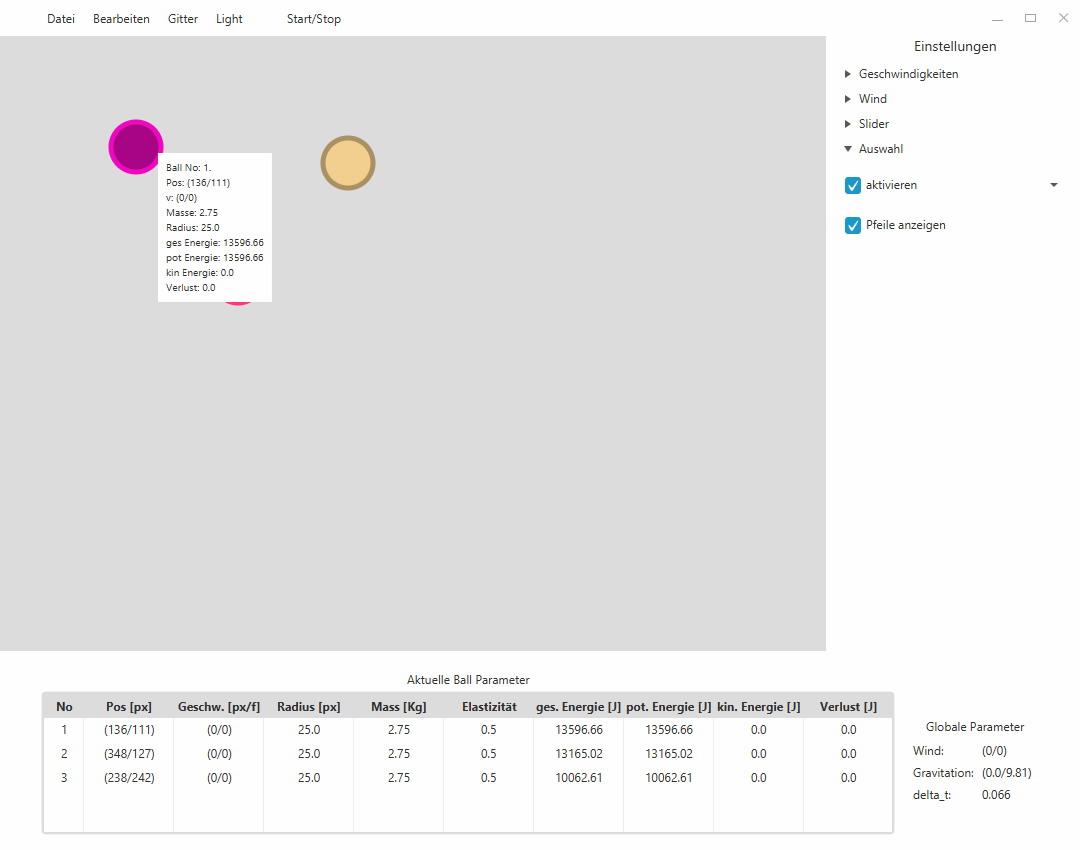 Datei Bearbeiten Gitter Light Start/Stop
Einstellungen
Geschwindigkeiten
Wind
Slider
Auswahl
aktivieren
Pfeile anzeigen
Ball No: 1.
Pos: (136/111)
v: (0/0)
Masse: 2.75
Radius: 25.0
ges Energie: 13596.66
pot Energie: 13596.66
kin Energie: 0.0
Verlust: 0.0
Aktuelle Ball Parameter
No Pos [px] Geschw. [px/f] Radius [px] Mass [Kg] Elastizität ges. Energie [J] pot. Energie [J] kin. Energie [J] Verlust [J]
1 (136/111) (0/0) 25.0 2.75 0.5 13596.66 13596.66 0.0 0.0
2 (348/127) (0/0) 25.0 2.75 0.5 13165.02 13165.02 0.0 0.0
3 (238/242) (0/0) 25.0 2.75 0.5 10062.61 10062.61 0.0 0.0
Globale Parameter
Wind: (0/0)
Gravitation: (0.0/9.81)
delta_t: 0.066